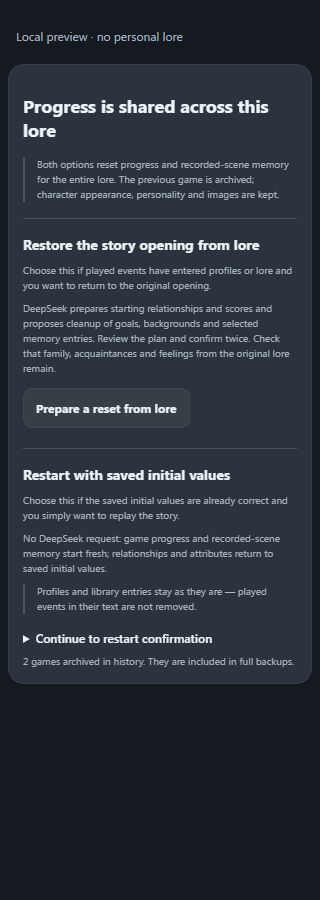 Local preview · no personal lore
Progress is shared across this
lore
Both options reset progress and recorded-scene memory
for the entire lore. The previous game is archived;
character appearance, personality and images are kept.
Restore the story opening from lore
Choose this if played events have entered profiles or lore and
you want to return to the original opening.
DeepSeek prepares starting relationships and scores and
proposes cleanup of goals, backgrounds and selected
memory entries. Review the plan and confirm twice. Check
that family, acquaintances and feelings from the original lore
remain.
Prepare a reset from lore
Restart with saved initial values
Choose this if the saved initial values are already correct and
you simply want to replay the story.
No DeepSeek request: game progress and recorded-scene
memory start fresh; relationships and attributes return to
saved initial values.
Profiles and library entries stay as they are — played
events in their text are not removed.
▶ Continue to restart confirmation
2 games archived in history. They are included in full backups.